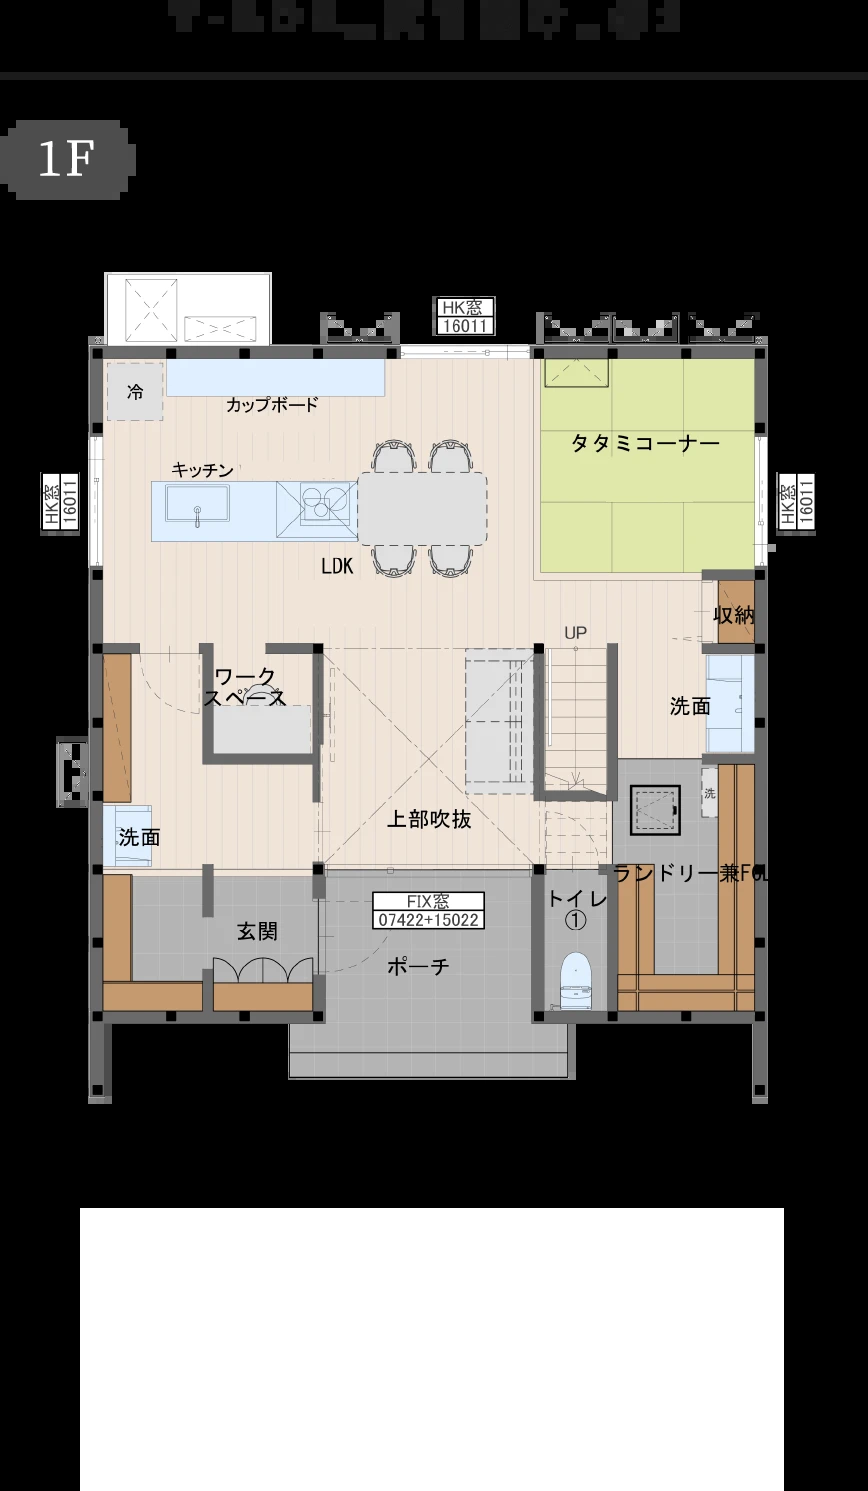 1F
HK窓
16011
冷
カップボード
タタミコーナー
キッチン
HK窓
16011
HK窓
16011
LDK
収納
UP
ワーク
スペース
洗面
洗
上部吹抜
洗面
ランドリー兼F
トイレ
①
FIX窓
07422+15022
玄関
ポーチ